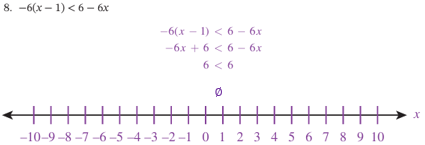 8. −6(x − 1) < 6 − 6x
−6(x − 1) < 6 − 6x
−6x + 6 < 6 − 6x
6 < 6
∅
x
−10 −9 −8 −7 −6 −5 −4 −3 −2 −1 0 1 2 3 4 5 6 7 8 9 10